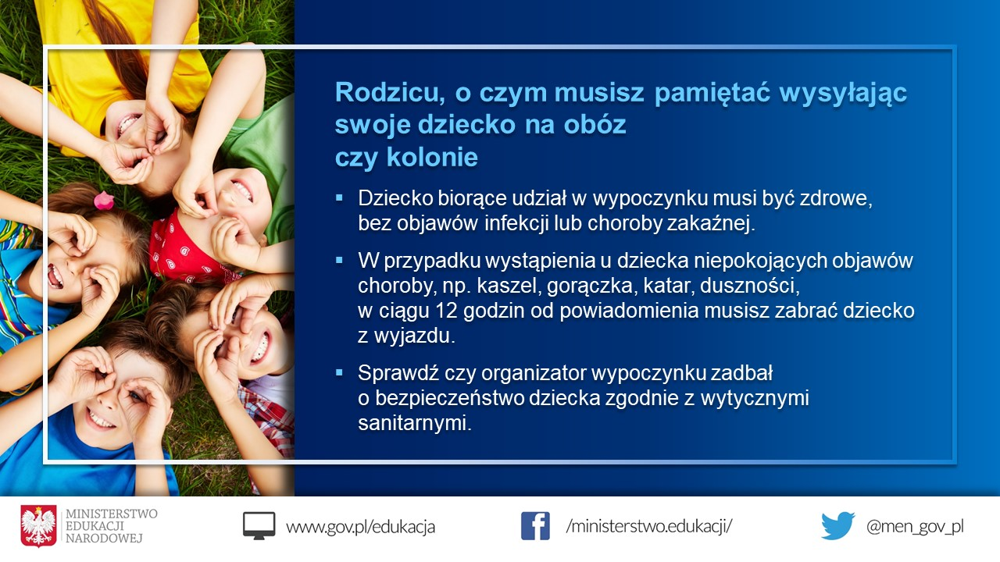 Rodzicu, o czym musisz pamiętać wysyłając
swoje dziecko na obóz
czy kolonie
▪ Dziecko biorące udział w wypoczynku musi być zdrowe,
bez objawów infekcji lub choroby zakaźnej.
▪ W przypadku wystąpienia u dziecka niepokojących objawów
choroby, np. kaszel, gorączka, katar, duszności,
w ciągu 12 godzin od powiadomienia musisz zabrać dziecko
z wyjazdu.
▪ Sprawdź czy organizator wypoczynku zadbał
o bezpieczeństwo dziecka zgodnie z wytycznymi
sanitarnymi.
MINISTERSTWO
EDUKACJI
NARODOWEJ
www.gov.pl/edukacja
/ministerstwo.edukacji/
@men_gov_pl